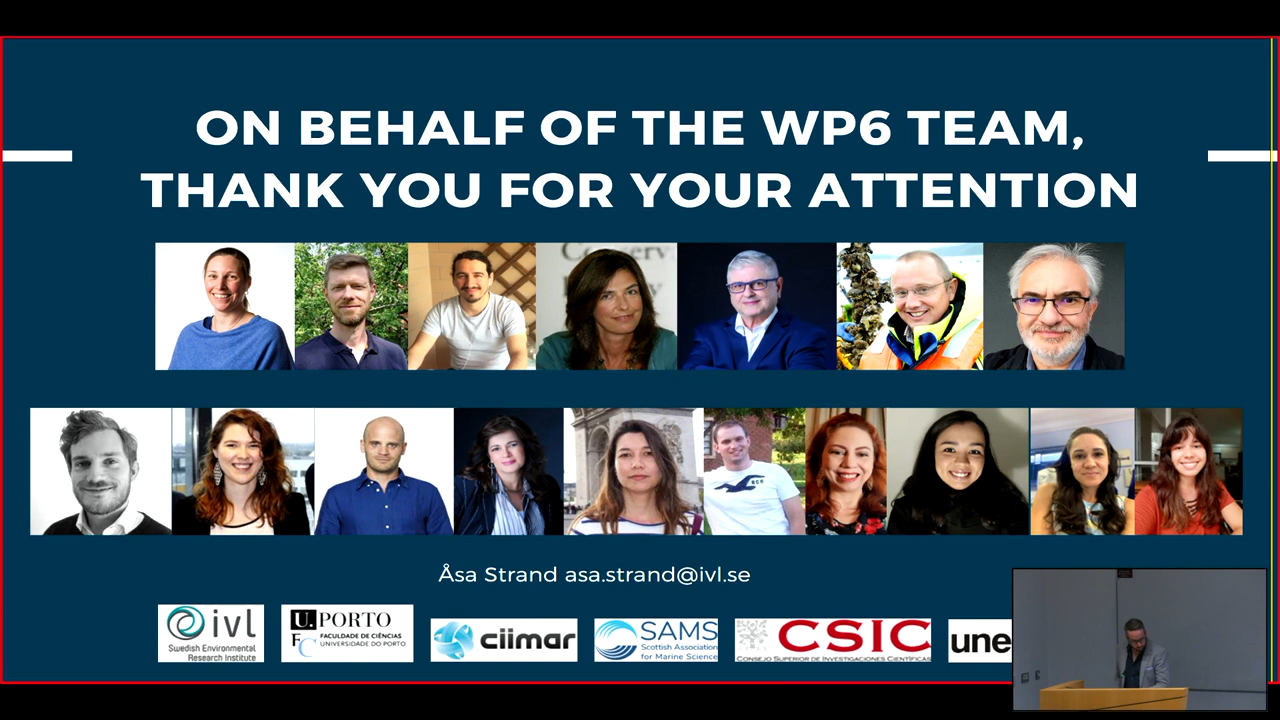 ON BEHALF OF THE WP6 TEAM,
THANK YOU FOR YOUR ATTENTION
Åsa Strand asa.strand@ivl.se
ivl
Swedish Environmental
Research Institute
U. PORTO
FC FACULDADE DE CIÊNCIAS
UNIVERSIDADE DO PORTO
ciimar
SAMS
Scottish Association
for Marine Science
CSIC
CONSEJO SUPERIOR DE INVESTIGACIONES CIENTÍFICAS
une